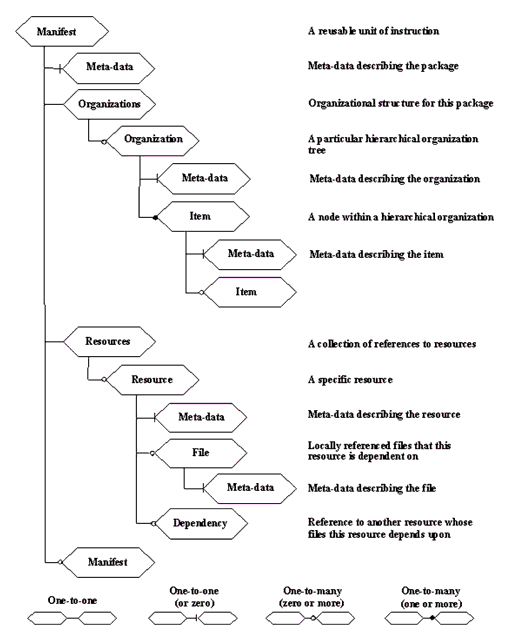 Manifest A reusable unit of instruction
Meta-data Meta-data describing the package
Organizations Organizational structure for this package
Organization A particular hierarchical organization
tree
Meta-data Meta-data describing the organization
Item A node within a hierarchical organization
Meta-data Meta-data describing the item
Item
Resources A collection of references to resources
Resource A specific resource
Meta-data Meta-data describing the resource
File Locally referenced files that this
resource is dependent on
Meta-data Meta-data describing the file
Dependency Reference to another resource whose
files this resource depends upon
Manifest
One-to-one One-to-one One-to-many One-to-many
(or zero) (zero or more) (one or more)